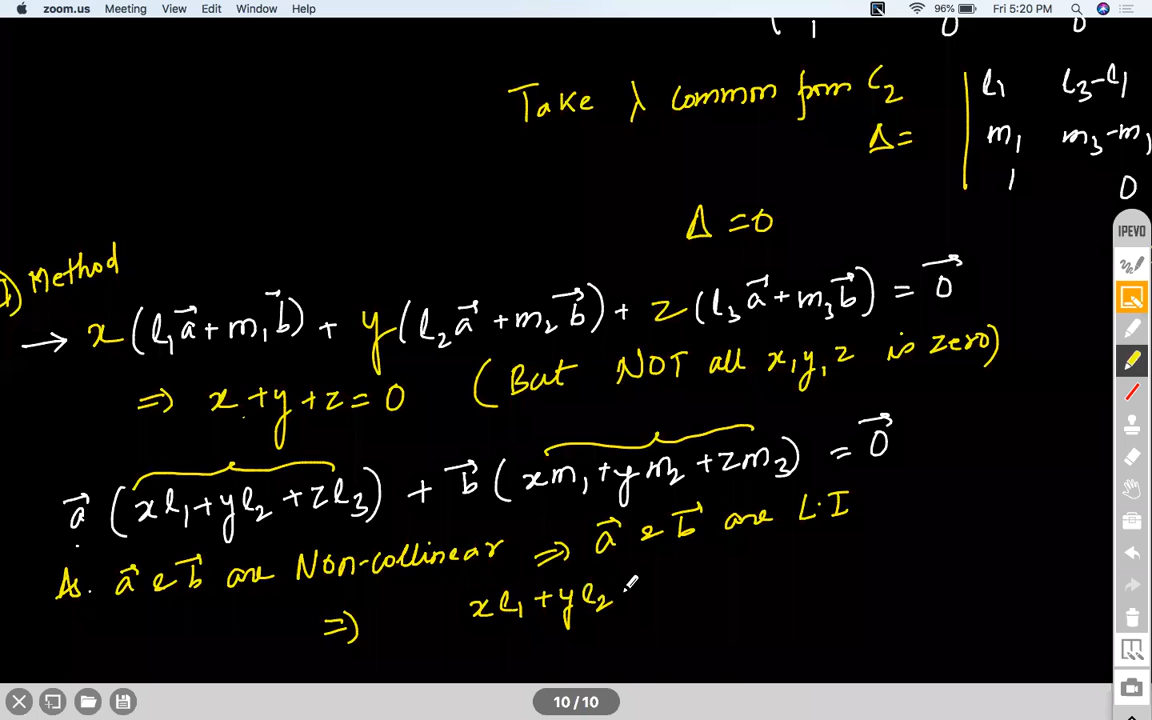 zoom.us Meeting View Edit Window Help 96% Fri 5:20 PM
Take λ common from C₂
Δ= | l₁ l₃-l₁
m₁ m₃-m₁
1 0
Δ = 0
Method
→ x(l₁a⃗+m₁b⃗) + y(l₂a⃗+m₂b⃗) + z(l₃a⃗+m₃b⃗) = 0⃗
⇒ x+y+z=0 (But NOT all x,y,z is zero)
a⃗(xl₁+yl₂+zl₃) + b⃗(xm₁+ym₂+zm₃) = 0⃗
As. a⃗ & b⃗ are Non-collinear ⇒ a⃗ & b⃗ are L.I
⇒ xl₁+yl₂
IPEVO
10/10